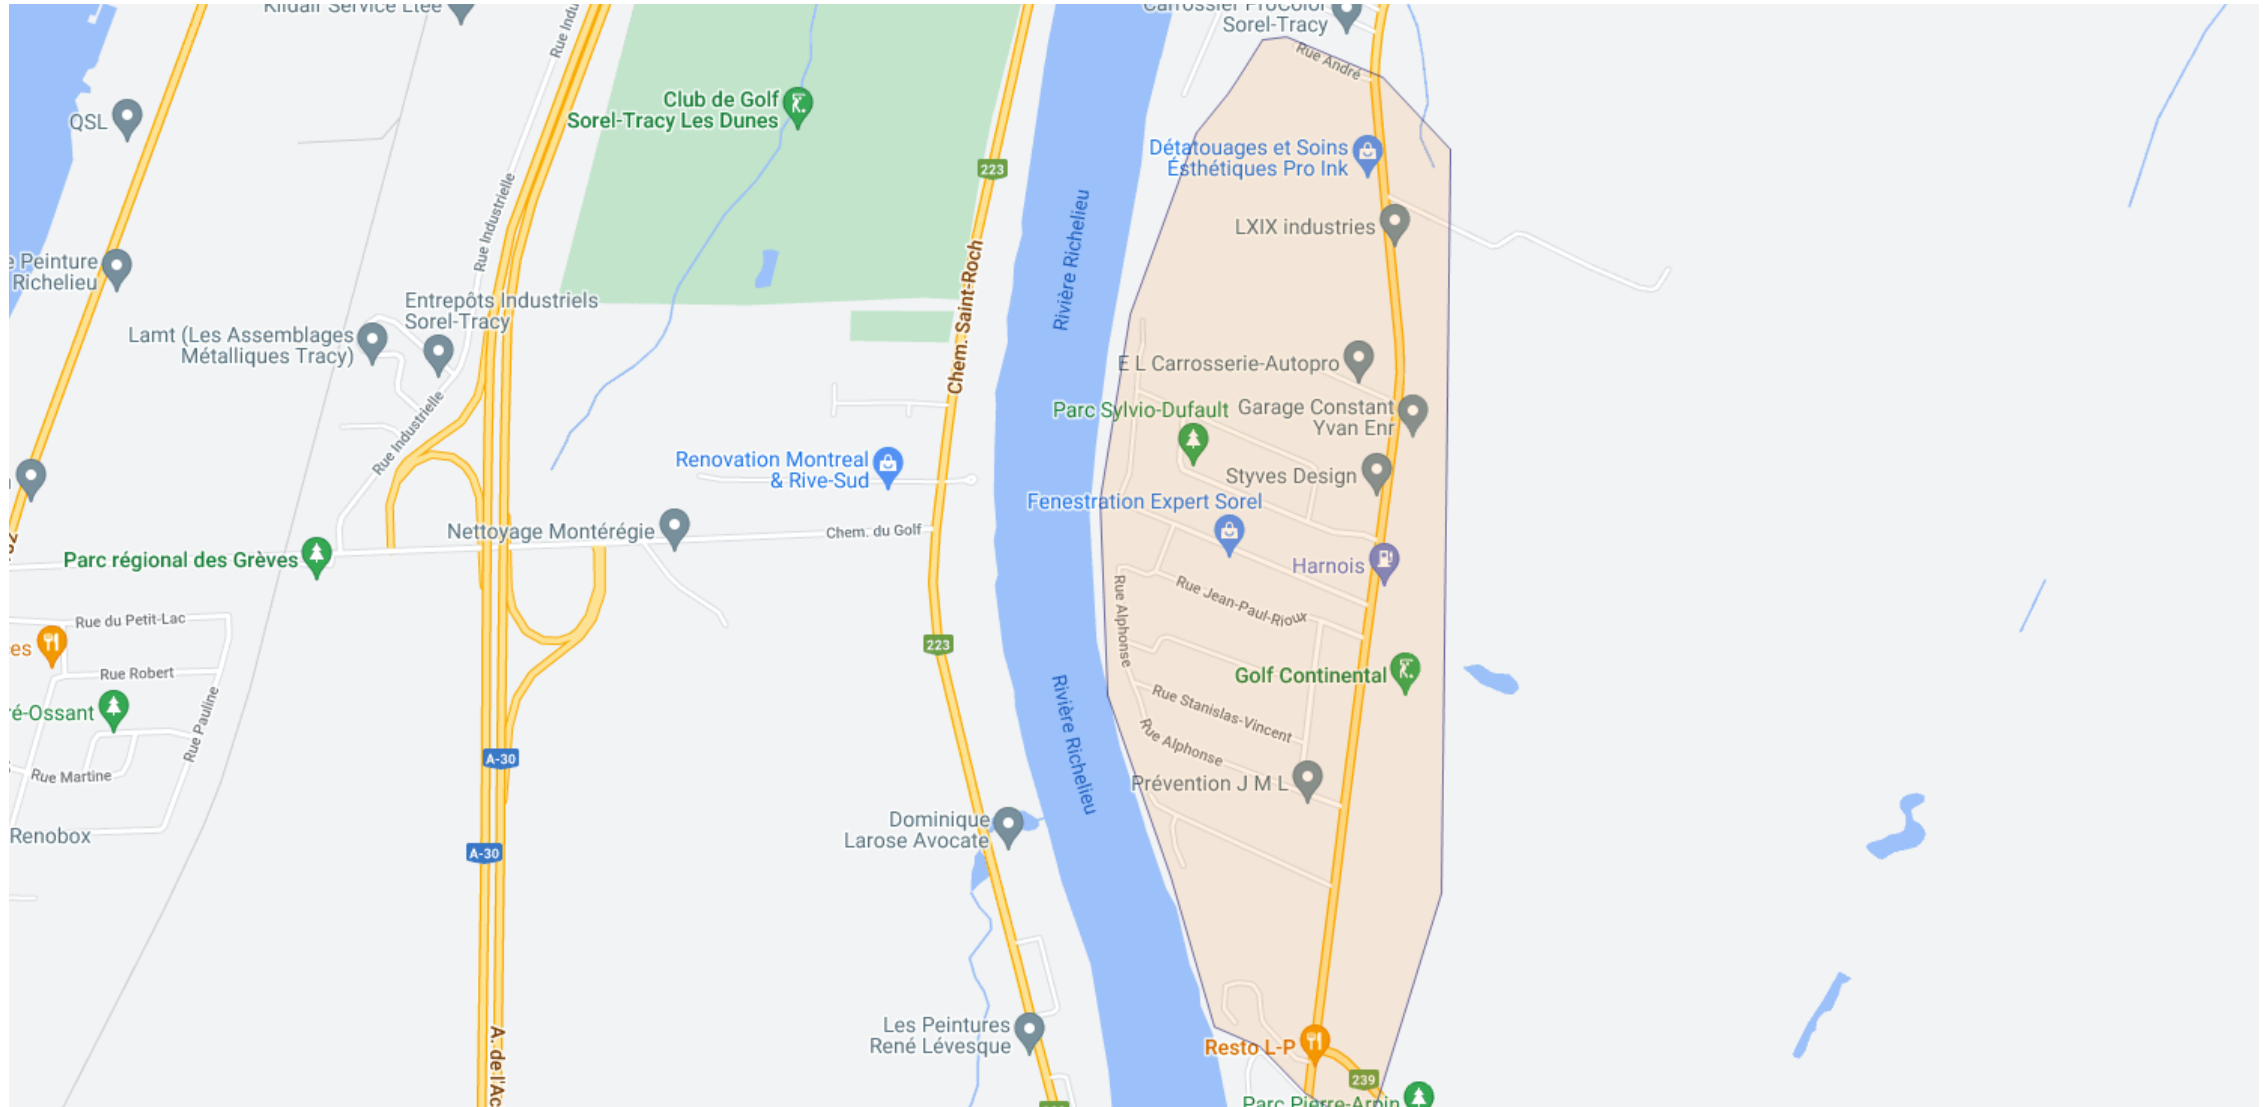 Kildair Service Ltée
Rue Indu
Carrossier ProColor
Sorel-Tracy
Rue André
QSL
Club de Golf
Sorel-Tracy Les Dunes
223
Détatouages et Soins
Ésthétiques Pro Ink
Rue Industrielle
Rivière Richelieu
LXIX industries
e Peinture
Richelieu
Chem. Saint-Roch
Entrepôts Industriels
Sorel-Tracy
Lamt (Les Assemblages
Métalliques Tracy)
E L Carrosserie-Autopro
Parc Sylvio-Dufault
Garage Constant
Yvan Enr
Rue Industrielle
Renovation Montreal
& Rive-Sud
Styves Design
Fenestration Expert Sorel
Nettoyage Montérégie
Chem. du Golf
Parc régional des Grèves
Harnois
Rue Jean-Paul-Rioux
Rue Alphonse
Rue du Petit-Lac
es
223
Rue Robert
Golf Continental
ré-Ossant
Rue Pauline
Rivière Richelieu
Rue Stanislas-Vincent
Rue Alphonse
A-30
Rue Martine
Prévention J M L
Renobox
Dominique
Larose Avocate
A-30
Les Peintures
René Lévesque
A. de l'Ac
Resto L-P
239
Parc Pierre-Arpin